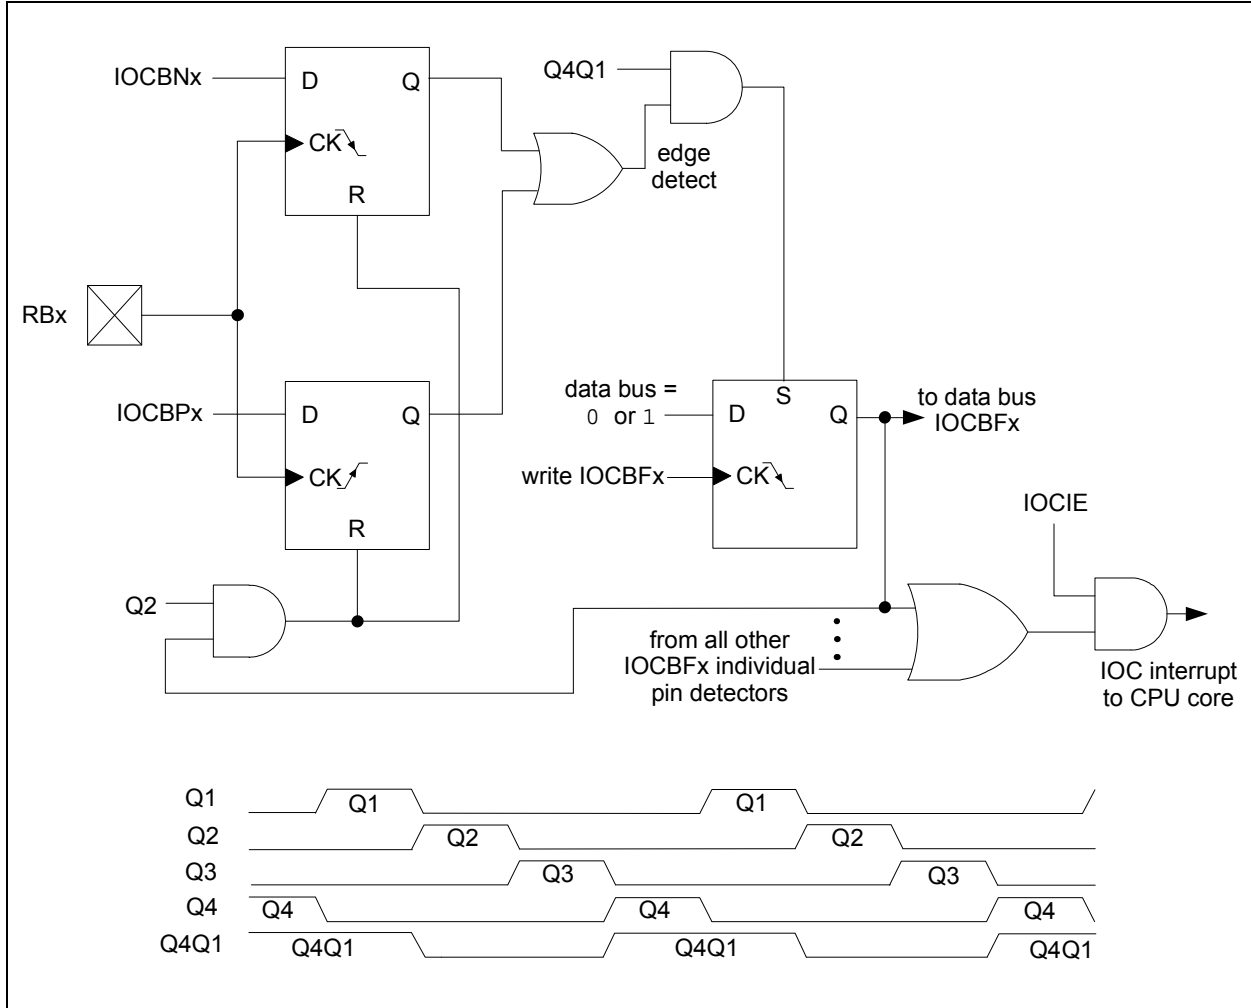 IOCBNx
D
Q
CK
R
Q4Q1
edge
detect
RBx
IOCBPx
D
Q
CK
R
data bus =
0 or 1
S
D
Q
to data bus
IOCBFx
write IOCBFx
CK
IOCIE
Q2
from all other
IOCBFx individual
pin detectors
IOC interrupt
to CPU core
Q1 Q1 Q1
Q2 Q2 Q2
Q3 Q3 Q3
Q4 Q4 Q4 Q4
Q4Q1 Q4Q1 Q4Q1 Q4Q1